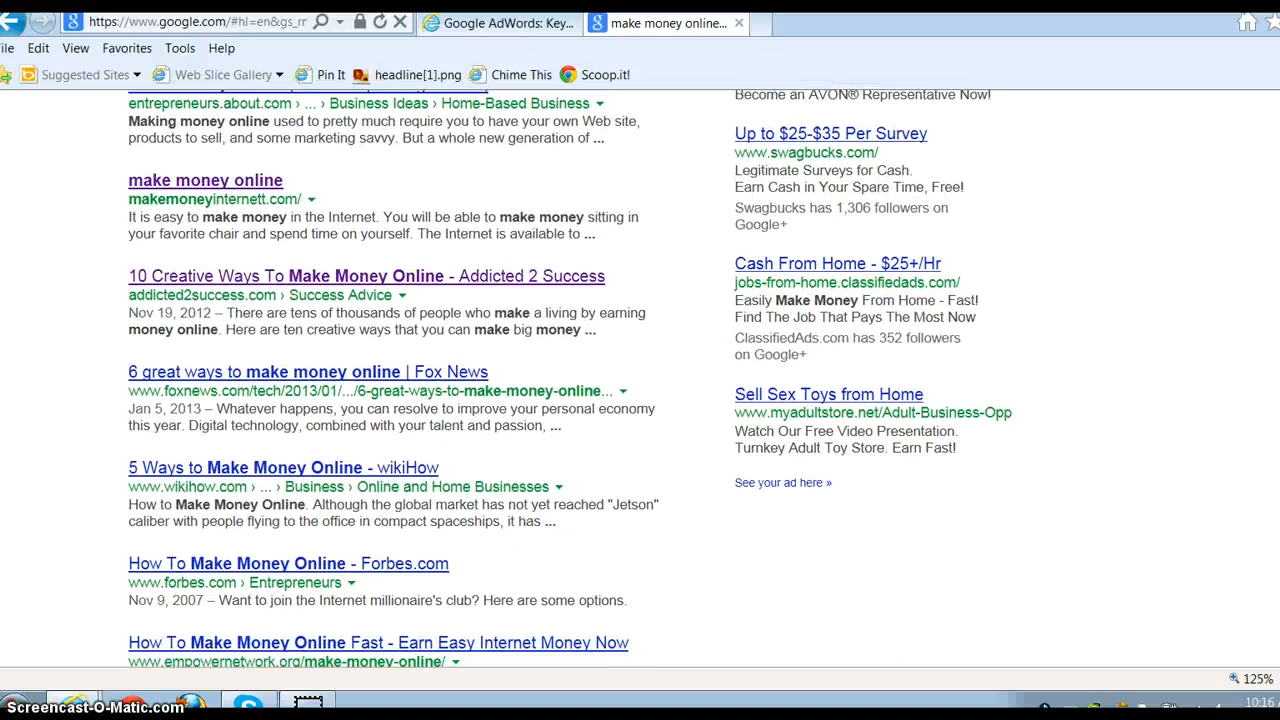 https://www.google.com/#hl=en&gs_rn
Google AdWords: Key...
make money online...
ile Edit View Favorites Tools Help
Suggested Sites
Web Slice Gallery
Pin It
headline[1].png
Chime This
Scoop.it!
entrepreneurs.about.com › ... › Business Ideas › Home-Based Business
Making money online used to pretty much require you to have your own Web site,
products to sell, and some marketing savvy. But a whole new generation of ...
make money online
makemoneyinternett.com/
It is easy to make money in the Internet. You will be able to make money sitting in
your favorite chair and spend time on yourself. The Internet is available to ...
10 Creative Ways To Make Money Online - Addicted 2 Success
addicted2success.com › Success Advice
Nov 19, 2012 – There are tens of thousands of people who make a living by earning
money online. Here are ten creative ways that you can make big money ...
6 great ways to make money online | Fox News
www.foxnews.com/tech/2013/01/.../6-great-ways-to-make-money-online...
Jan 5, 2013 – Whatever happens, you can resolve to improve your personal economy
this year. Digital technology, combined with your talent and passion, ...
5 Ways to Make Money Online - wikiHow
www.wikihow.com › ... › Business › Online and Home Businesses
How to Make Money Online. Although the global market has not yet reached "Jetson"
caliber with people flying to the office in compact spaceships, it has ...
How To Make Money Online - Forbes.com
www.forbes.com › Entrepreneurs
Nov 9, 2007 – Want to join the Internet millionaire's club? Here are some options.
How To Make Money Online Fast - Earn Easy Internet Money Now
www.empowernetwork.org/make-money-online/
Become an AVON® Representative Now!
Up to $25-$35 Per Survey
www.swagbucks.com/
Legitimate Surveys for Cash.
Earn Cash in Your Spare Time, Free!
Swagbucks has 1,306 followers on
Google+
Cash From Home - $25+/Hr
jobs-from-home.classifiedads.com/
Easily Make Money From Home - Fast!
Find The Job That Pays The Most Now
ClassifiedAds.com has 352 followers
on Google+
Sell Sex Toys from Home
www.myadultstore.net/Adult-Business-Opp
Watch Our Free Video Presentation.
Turnkey Adult Toy Store. Earn Fast!
See your ad here »
125%
Screencast-O-Matic.com
10:16